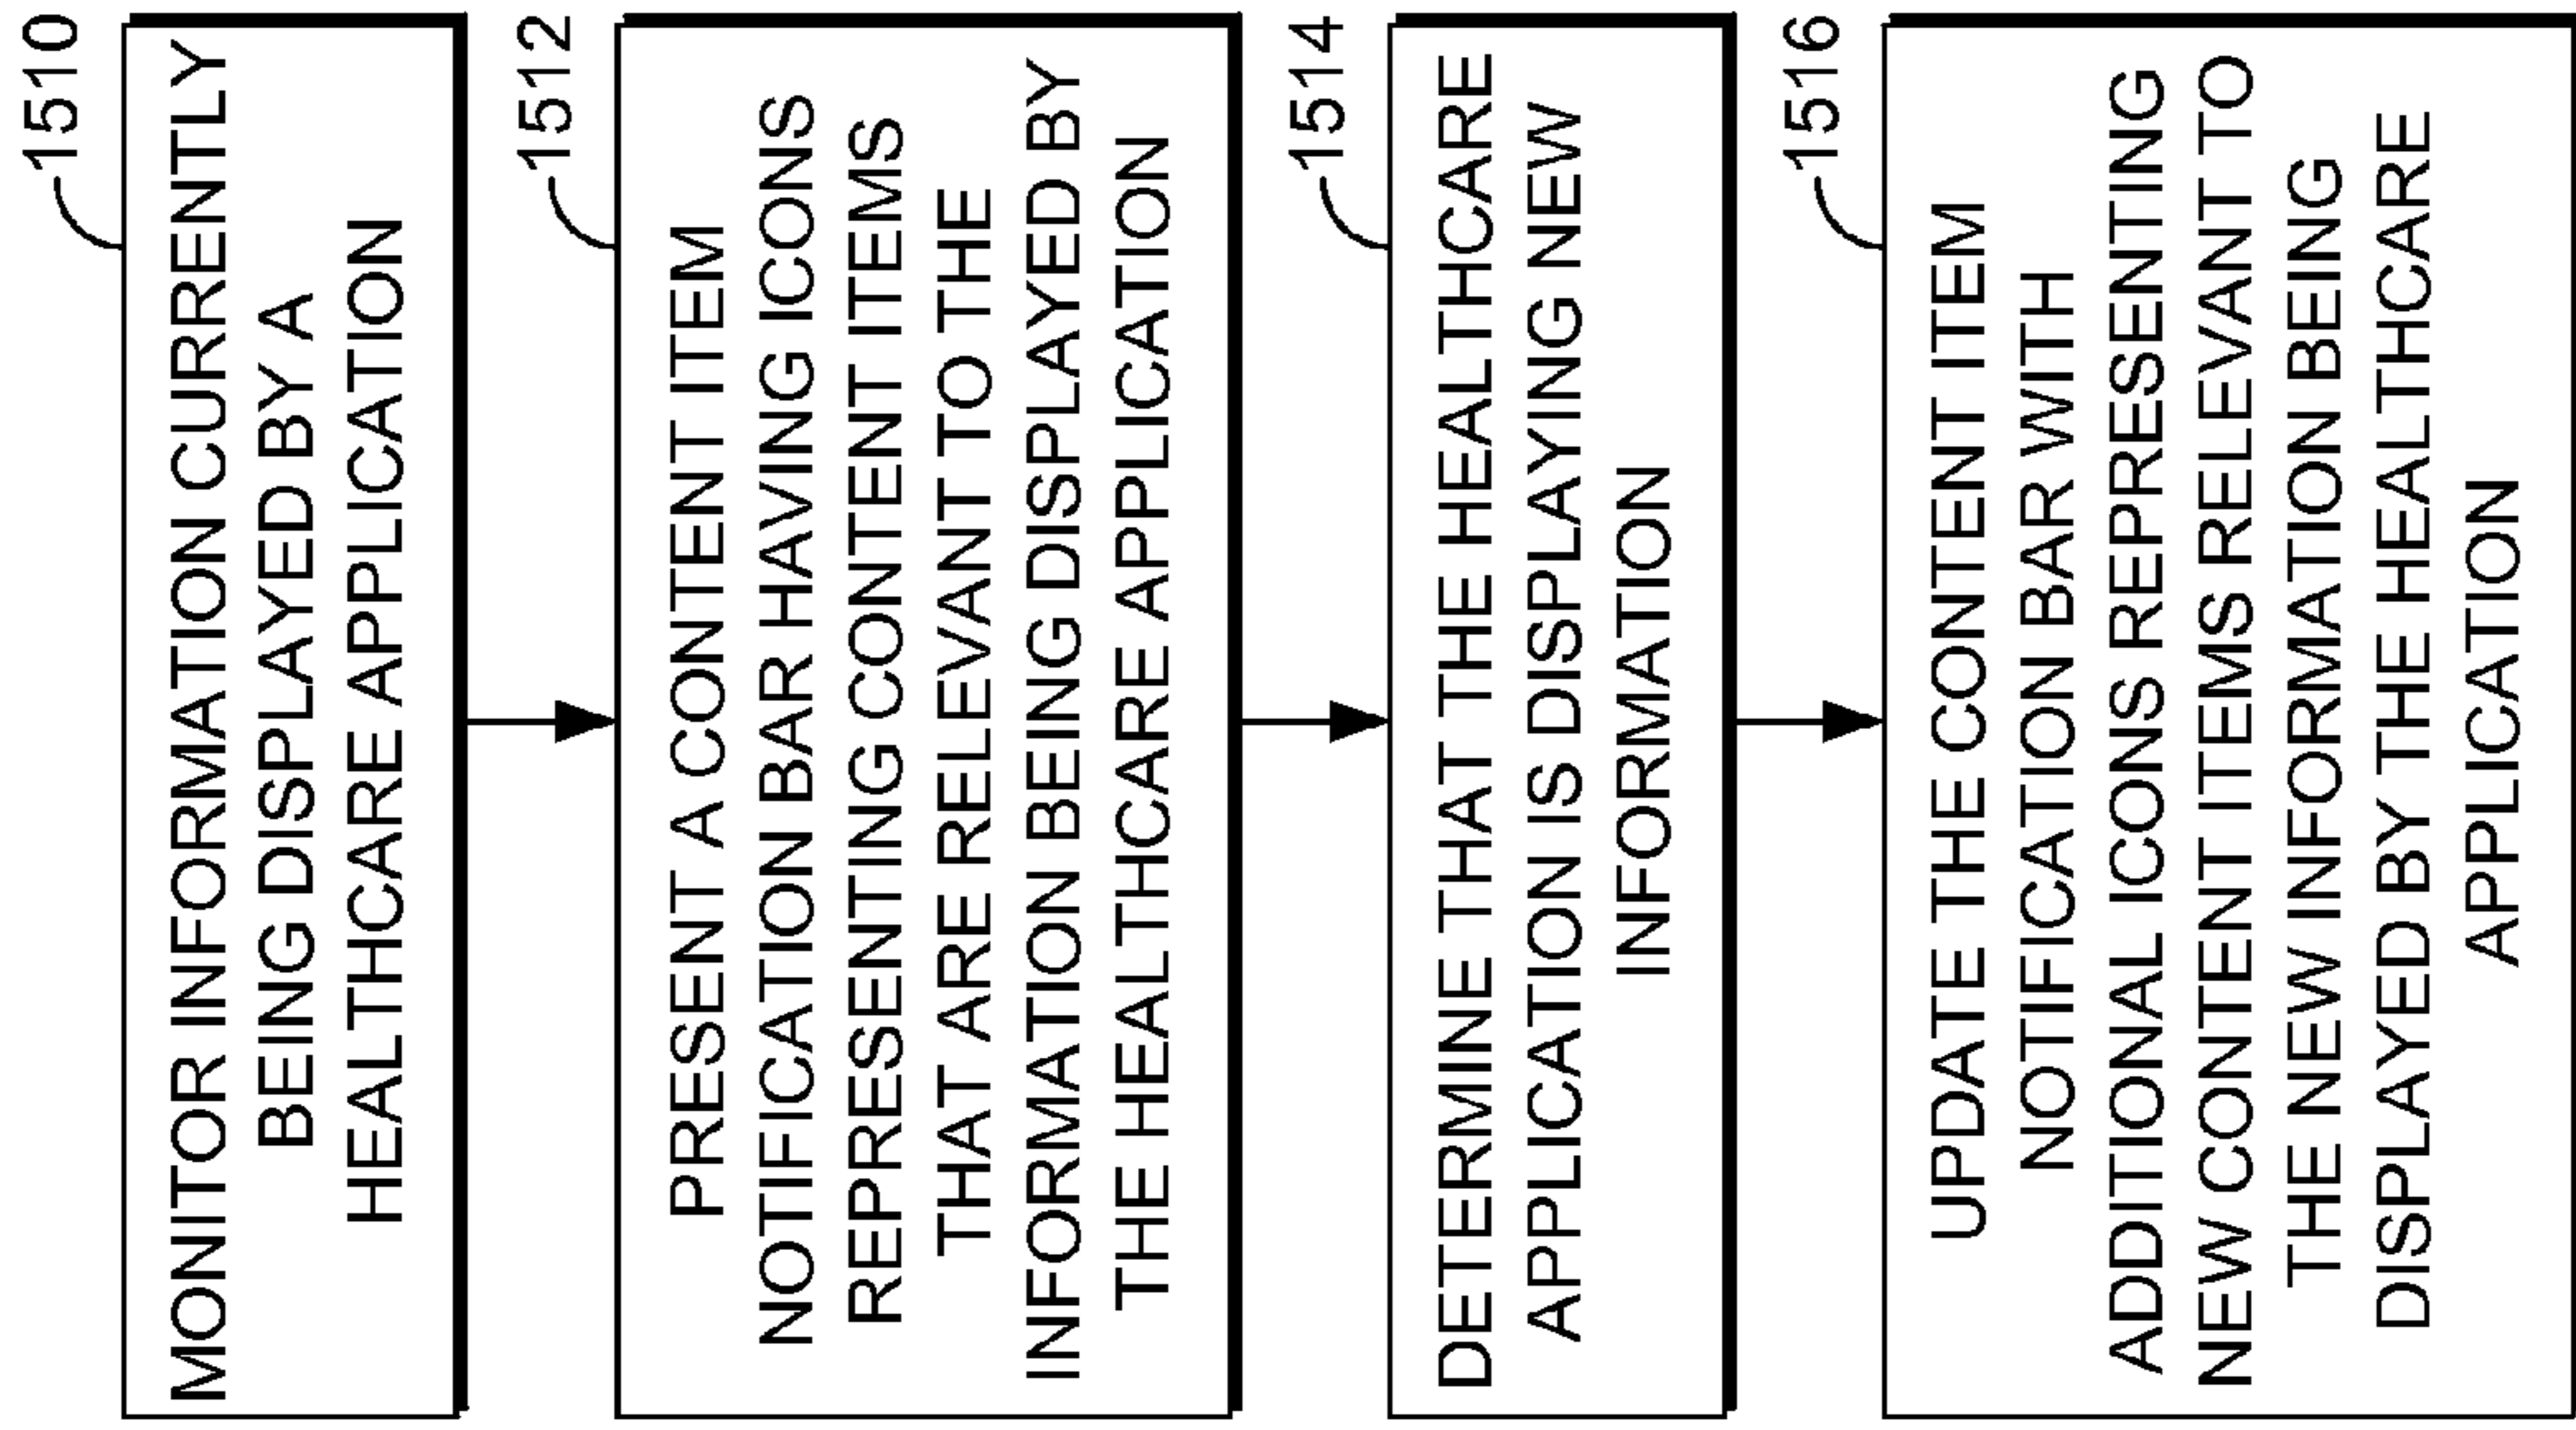 1510
MONITOR INFORMATION CURRENTLY
BEING DISPLAYED BY A
HEALTHCARE APPLICATION
1512
PRESENT A CONTENT ITEM
NOTIFICATION BAR HAVING ICONS
REPRESENTING CONTENT ITEMS
THAT ARE RELEVANT TO THE
INFORMATION BEING DISPLAYED BY
THE HEALTHCARE APPLICATION
1514
DETERMINE THAT THE HEALTHCARE
APPLICATION IS DISPLAYING NEW
INFORMATION
1516
UPDATE THE CONTENT ITEM
NOTIFICATION BAR WITH
ADDITIONAL ICONS REPRESENTING
NEW CONTENT ITEMS RELEVANT TO
THE NEW INFORMATION BEING
DISPLAYED BY THE HEALTHCARE
APPLICATION